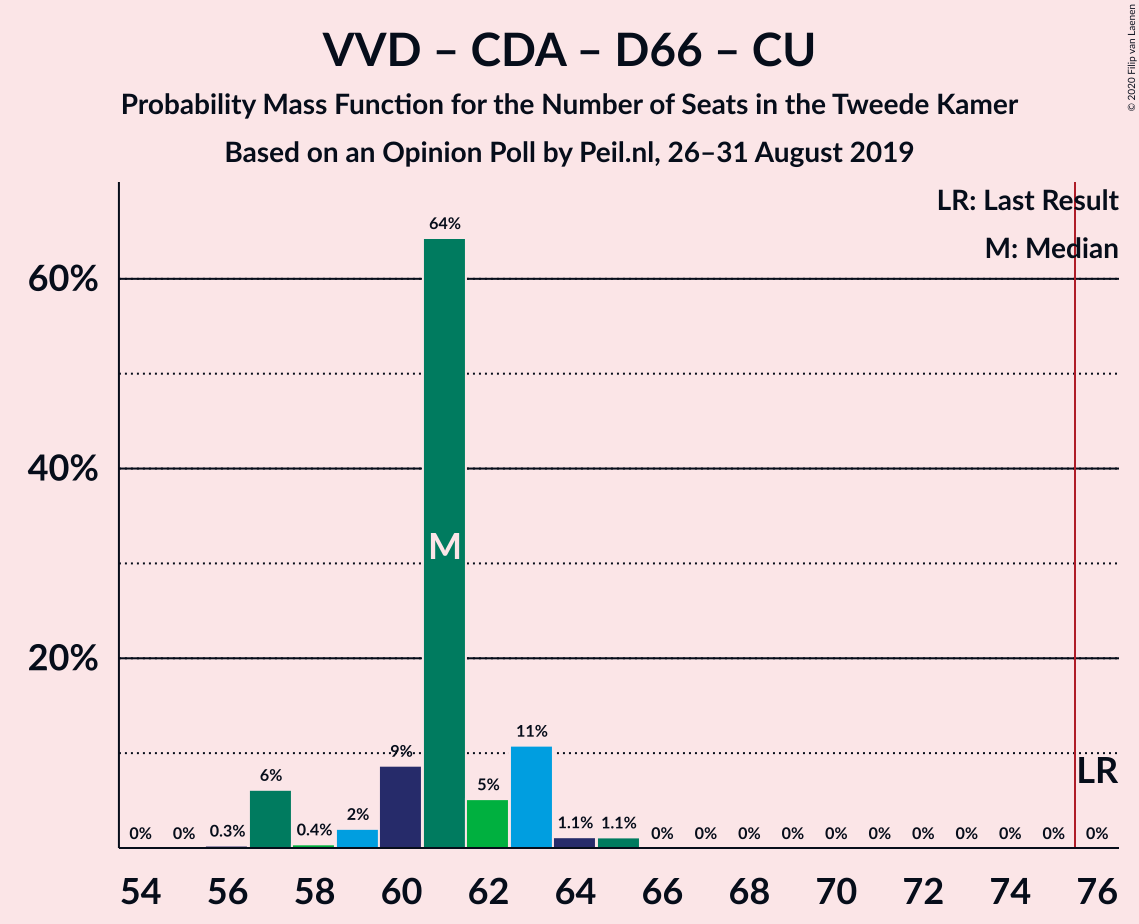 VVD – CDA – D66 – CU
Probability Mass Function for the Number of Seats in the Tweede Kamer
Based on an Opinion Poll by Peil.nl, 26–31 August 2019
© 2020 Filip van Laenen
LR: Last Result
M: Median
60%
40%
20%
0% 0% 0.3% 6% 0.4% 2% 9% 64% 5% 11% 1.1% 1.1% 0% 0% 0% 0% 0% 0% 0% 0% 0% 0% 0%
M
LR
54 56 58 60 62 64 66 68 70 72 74 76